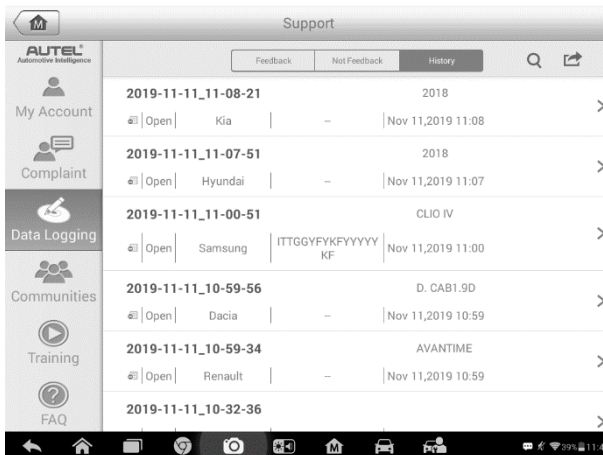 Support
AUTEL
Automotive Intelligence
Feedback
Not Feedback
History
My Account
Complaint
Data Logging
Communities
Training
FAQ
2019-11-11_11-08-21 2018
Open Kia -- Nov 11,2019 11:08
2019-11-11_11-07-51 2018
Open Hyundai -- Nov 11,2019 11:07
2019-11-11_11-00-51 CLIO IV
Open Samsung ITTGGYFYKFYYYYY Nov 11,2019 11:00
KF
2019-11-11_10-59-56 D. CAB1.9D
Open Dacia -- Nov 11,2019 10:59
2019-11-11_10-59-34 AVANTIME
Open Renault -- Nov 11,2019 10:59
2019-11-11_10-32-36
39% 11:4